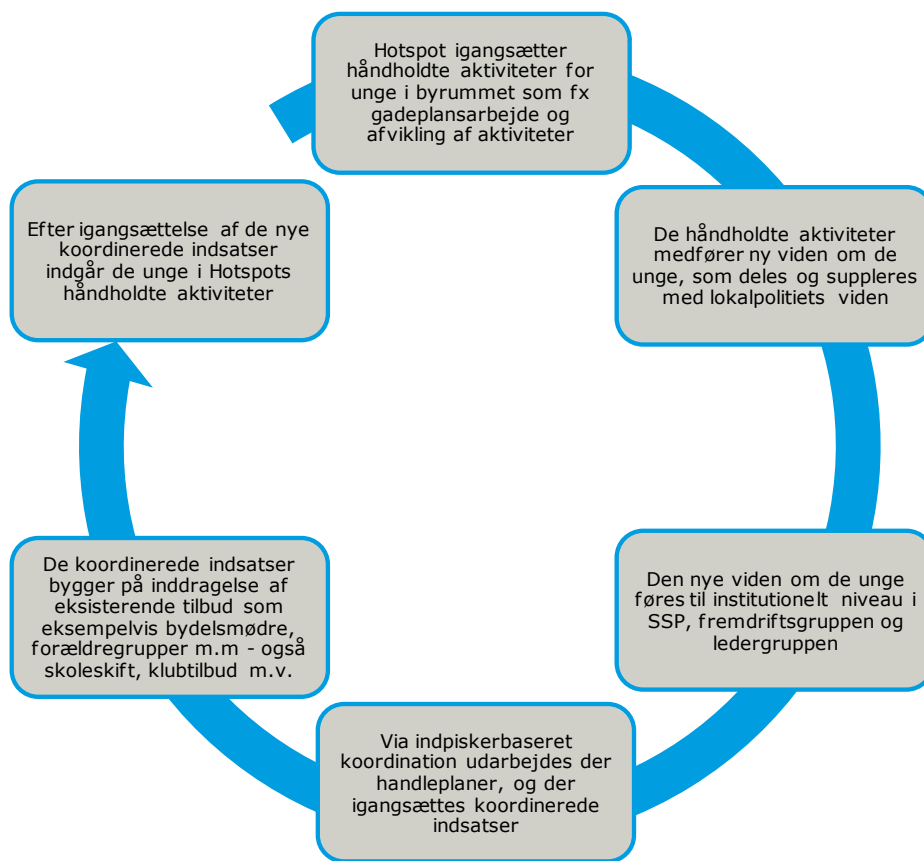 Hotspot igangsætter
håndholdte aktiviteter for
unge i byrummet som fx
gadeplansarbejde og
afvikling af aktiviteter
De håndholdte aktiviteter
medfører ny viden om de
unge, som deles og suppleres
med lokalpolitiets viden
Den nye viden om de unge
føres til institutionelt niveau i
SSP, fremdriftsgruppen og
ledergruppen
Via indpiskerbaseret
koordination udarbejdes der
handleplaner, og der
igangsættes koordinerede
indsatser
De koordinerede indsatser
bygger på inddragelse af
eksisterende tilbud som
eksempelvis bydelsmødre,
forældregrupper m.m - også
skoleskift, klubtilbud m.v.
Efter igangsættelse af de nye
koordinerede indsatser
indgår de unge i Hotspots
håndholdte aktiviteter